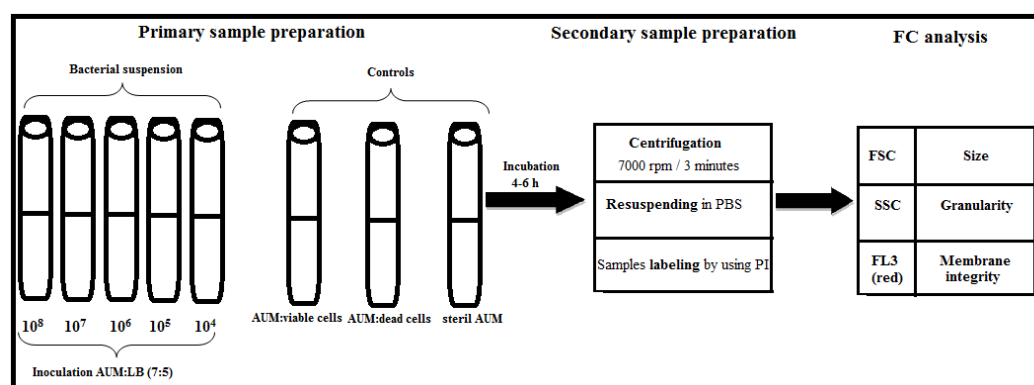 Primary sample preparation
Secondary sample preparation
FC analysis
Bacterial suspension
Controls
10⁸ 10⁷ 10⁶ 10⁵ 10⁴
Inoculation AUM:LB (7:5)
AUM:viable cells
AUM:dead cells
steril AUM
Incubation
4-6 h
Centrifugation
7000 rpm / 3 minutes
Resuspending in PBS
Samples labeling by using PI
FSC Size
SSC Granularity
FL3 Membrane
(red) integrity